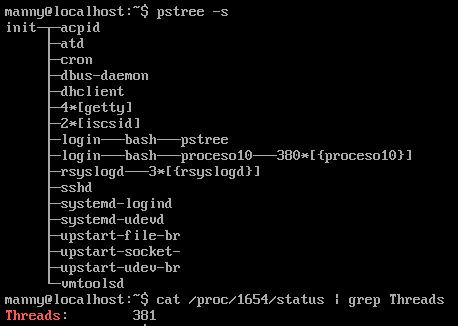 manny@localhost:~$ pstree -s
init─┬─acpid
     ├─atd
     ├─cron
     ├─dbus-daemon
     ├─dhclient
     ├─4*[getty]
     ├─2*[iscsid]
     ├─login───bash───pstree
     ├─login───bash───proceso10───380*[{proceso10}]
     ├─rsyslogd───3*[{rsyslogd}]
     ├─sshd
     ├─systemd-logind
     ├─systemd-udevd
     ├─upstart-file-br
     ├─upstart-socket-
     ├─upstart-udev-br
     └─vmtoolsd
manny@localhost:~$ cat /proc/1654/status | grep Threads
Threads:        381